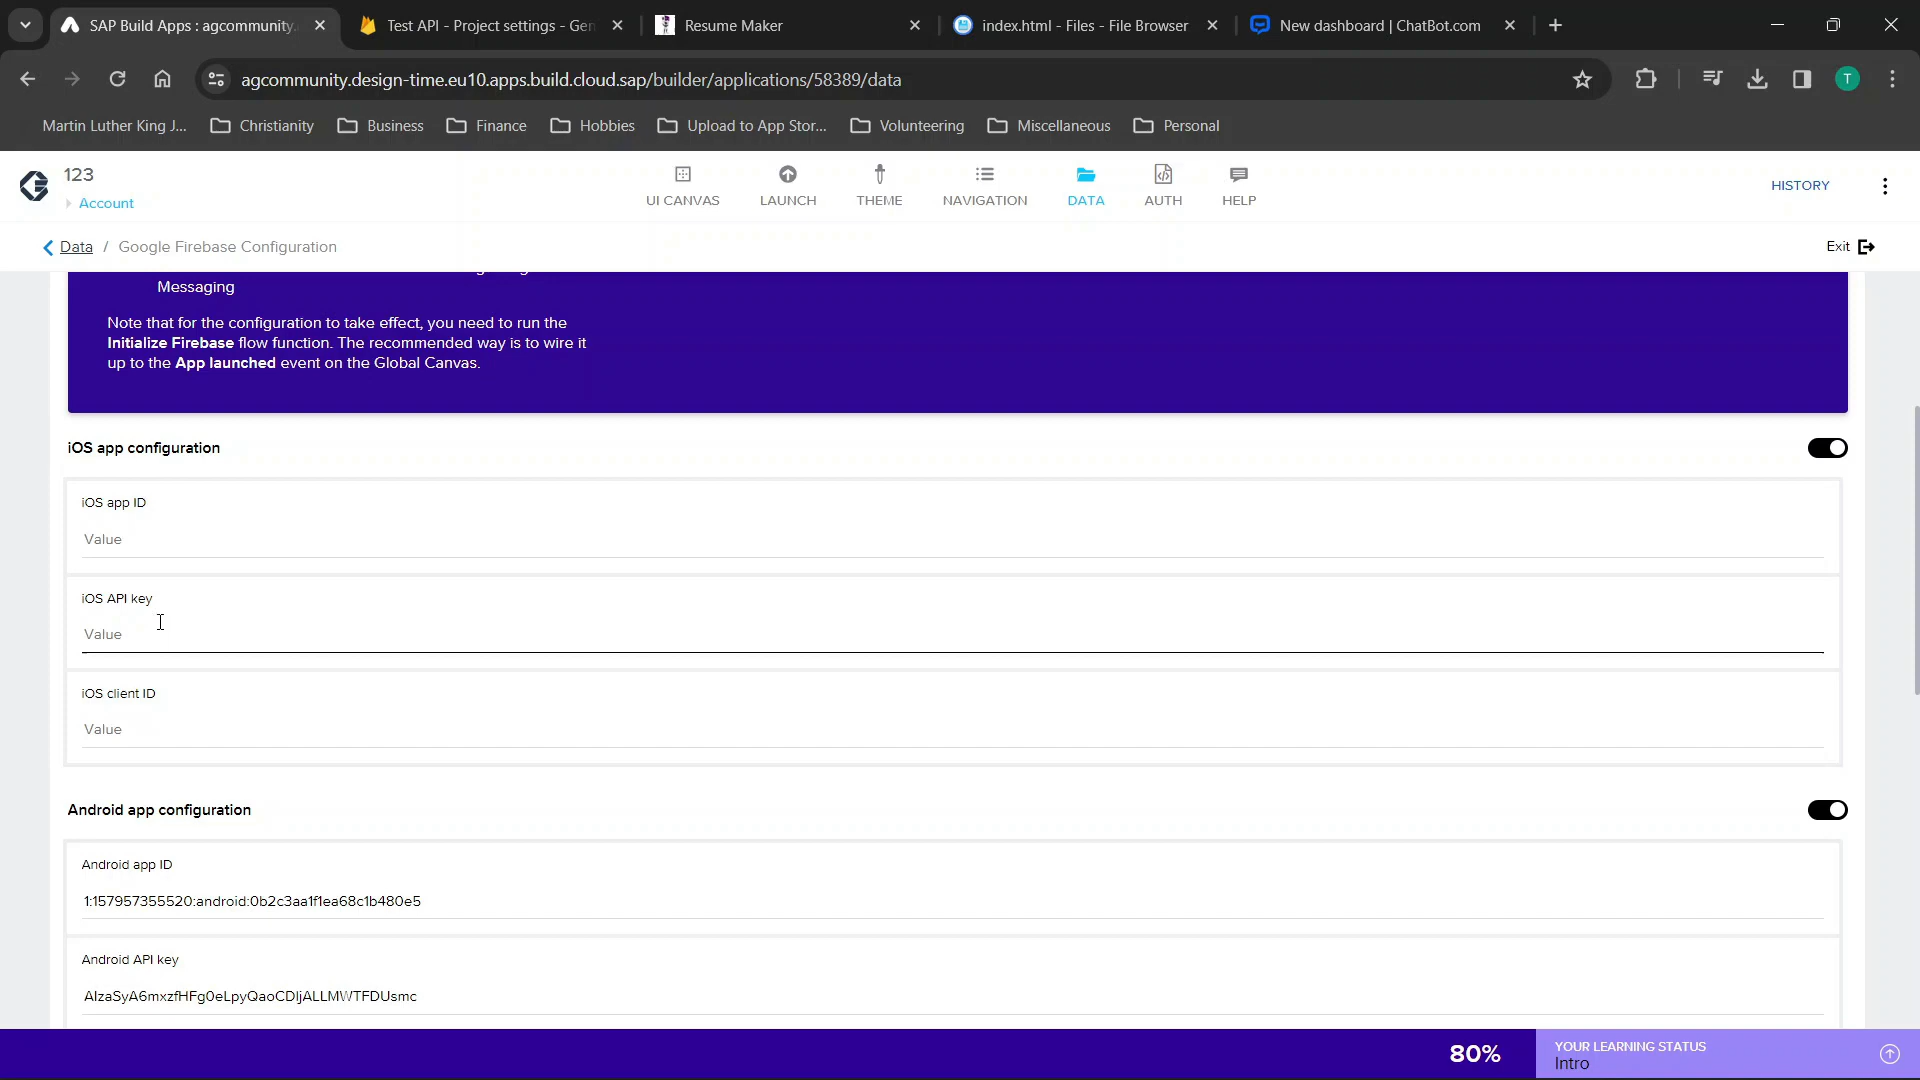 SAP Build Apps : agcommunity.
Test API - Project settings - Gen
Resume Maker
index.html - Files - File Browser
New dashboard | ChatBot.com
agcommunity.design-time.eu10.apps.build.cloud.sap/builder/applications/58389/data
T
Martin Luther King J...
Christianity
Business
Finance
Hobbies
Upload to App Stor...
Volunteering
Miscellaneous
Personal
123
Account
UI CANVAS
LAUNCH
THEME
NAVIGATION
DATA
AUTH
HELP
HISTORY
Data / Google Firebase Configuration
Exit
Messaging
Note that for the configuration to take effect, you need to run the
Initialize Firebase flow function. The recommended way is to wire it
up to the App launched event on the Global Canvas.
iOS app configuration
iOS app ID
Value
iOS API key
Value
iOS client ID
Value
Android app configuration
Android app ID
1:157957355520:android:0b2c3aa1f1ea68c1b480e5
Android API key
AIzaSyA6mxzfHFg0eLpyQaoCDIjALLMWTFDUsmc
80%
YOUR LEARNING STATUS
Intro